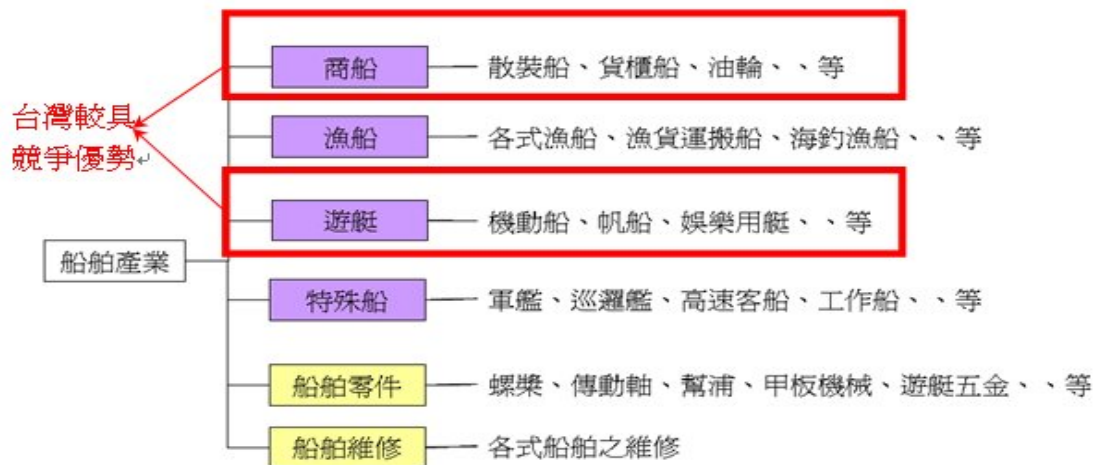 商船 散裝船、貨櫃船、油輪、、等
台灣較具
競爭優勢
漁船 各式漁船、漁貨運搬船、海釣漁船、、等
遊艇 機動船、帆船、娛樂用艇、、等
船舶產業
特殊船 軍艦、巡邏艦、高速客船、工作船、、等
船舶零件 螺槳、傳動軸、幫浦、甲板機械、遊艇五金、、等
船舶維修 各式船舶之維修